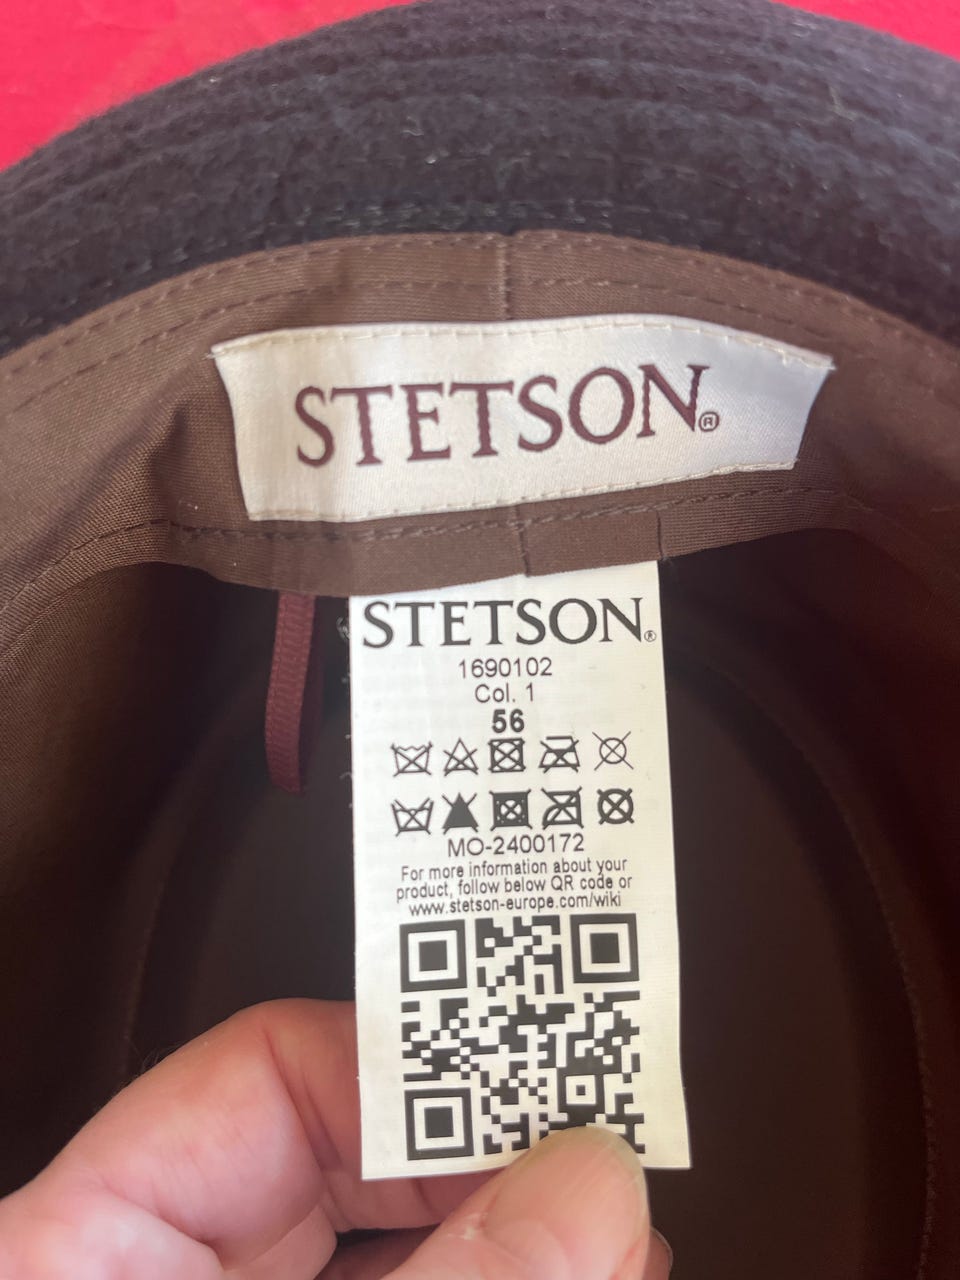 STETSON®
STETSON®
1690102
Col. 1
56
MO-2400172
For more information about your
product, follow below QR code or
www.stetson-europe.com/wiki